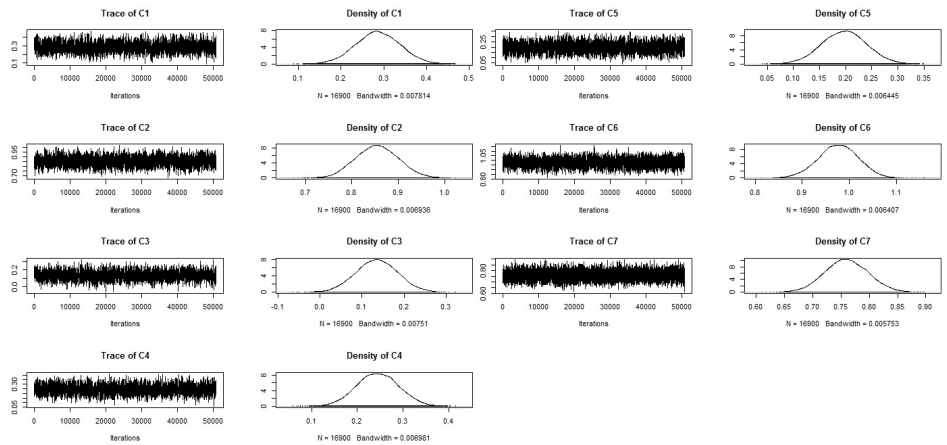 Trace of C1
0.1 0.3
0 10000 20000 30000 40000 50000
Iterations
Density of C1
0 4 8
0.1 0.2 0.3 0.4 0.5
N = 16900 Bandwidth = 0.007814
Trace of C5
0.05 0.25
0 10000 20000 30000 40000 50000
Iterations
Density of C5
0 4 8
0.05 0.10 0.15 0.20 0.25 0.30 0.35
N = 16900 Bandwidth = 0.006445
Trace of C2
0.70 0.95
0 10000 20000 30000 40000 50000
Iterations
Density of C2
0 4 8
0.7 0.8 0.9 1.0
N = 16900 Bandwidth = 0.006936
Trace of C6
0.80 1.05
0 10000 20000 30000 40000 50000
Iterations
Density of C6
0 4 8
0.8 0.9 1.0 1.1
N = 16900 Bandwidth = 0.006407
Trace of C3
0.0 0.2
0 10000 20000 30000 40000 50000
Iterations
Density of C3
0 4 8
-0.1 0.0 0.1 0.2 0.3
N = 16900 Bandwidth = 0.00751
Trace of C7
0.60 0.80
0 10000 20000 30000 40000 50000
Iterations
Density of C7
0 4 8
0.60 0.65 0.70 0.75 0.80 0.85 0.90
N = 16900 Bandwidth = 0.005753
Trace of C4
0.05 0.30
0 10000 20000 30000 40000 50000
Iterations
Density of C4
0 4 8
0.1 0.2 0.3 0.4
N = 16900 Bandwidth = 0.006981